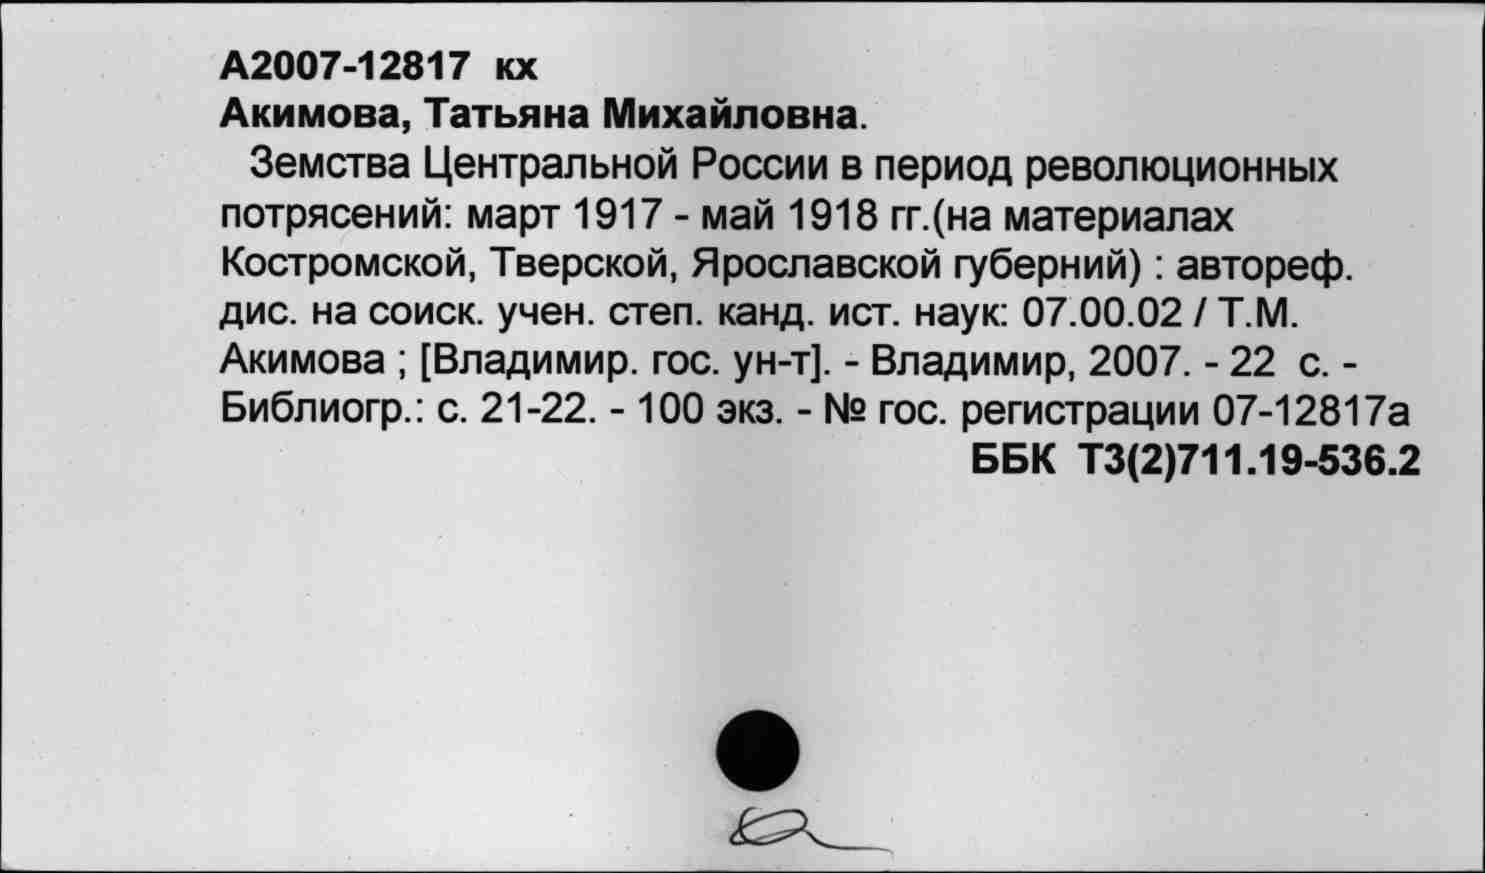 А2007-12817 кх
Акимова, Татьяна Михайловна.
Земства Центральной России в период революционных
потрясений: март 1917 - май 1918 гг.(на материалах
Костромской, Тверской, Ярославской губерний) : автореф.
дис. на соиск. учен. степ. канд. ист. наук: 07.00.02 / Т.М.
Акимова ; [Владимир. гос. ун-т]. - Владимир, 2007. - 22 с. -
Библиогр.: с. 21-22. - 100 экз. - № гос. регистрации 07-12817а
ББК Т3(2)711.19-536.2